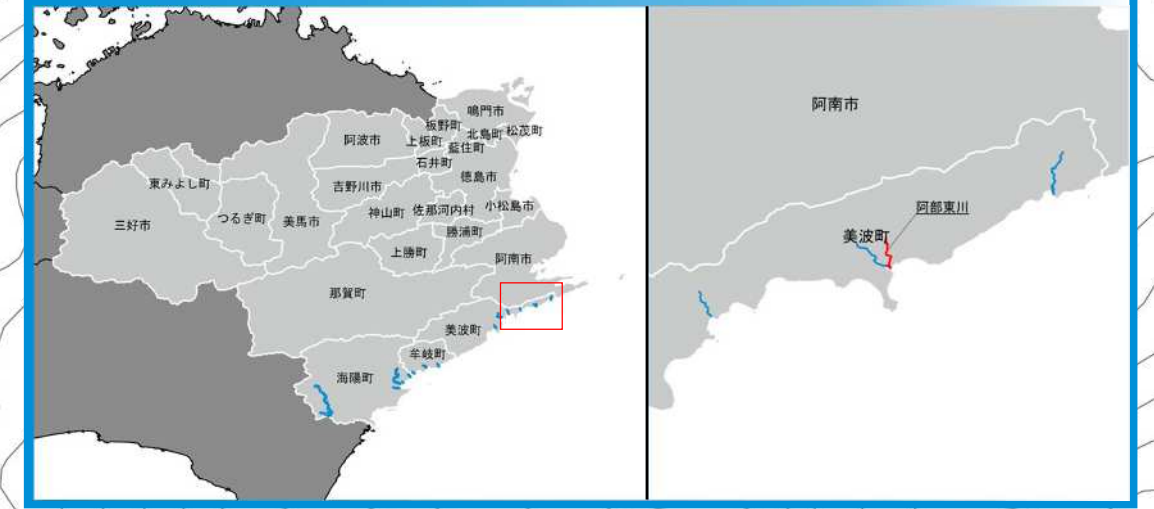 鳴門市
板野町
松茂町
北島町
阿波市
上板町
藍住町
石井町
徳島市
東みよし町
吉野川市
佐那河内村
小松島市
つるぎ町
美馬市
神山町
三好市
勝浦町
上勝町
阿南市
那賀町
美波町
牟岐町
海陽町
阿南市
阿部東川
美波町